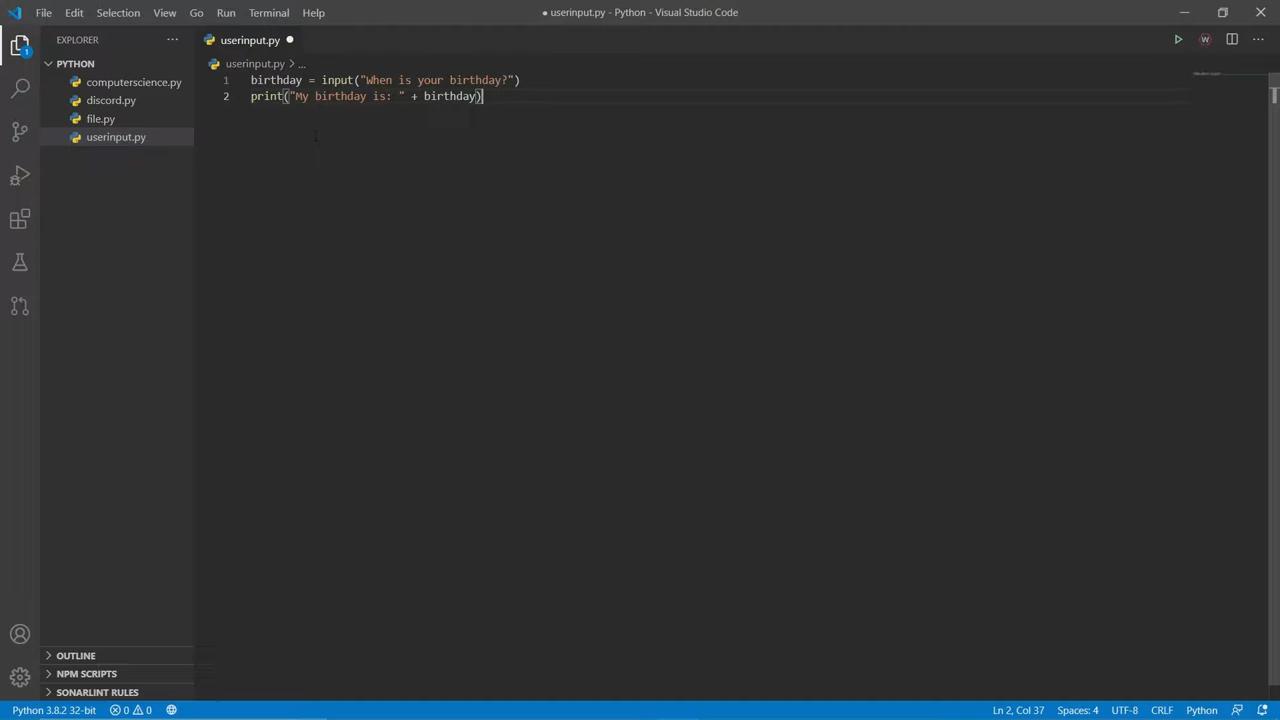 File Edit Selection View Go Run Terminal Help
● userinput.py - Python - Visual Studio Code
EXPLORER ···
PYTHON
computerscience.py
discord.py
file.py
userinput.py
OUTLINE
NPM SCRIPTS
SONARLINT RULES
userinput.py ●
userinput.py > ...
1 birthday = input("When is your birthday?")
2 print("My birthday is: " + birthday)
1
W
Python 3.8.2 32-bit 0 0 Ln 2, Col 37 Spaces: 4 UTF-8 CRLF Python